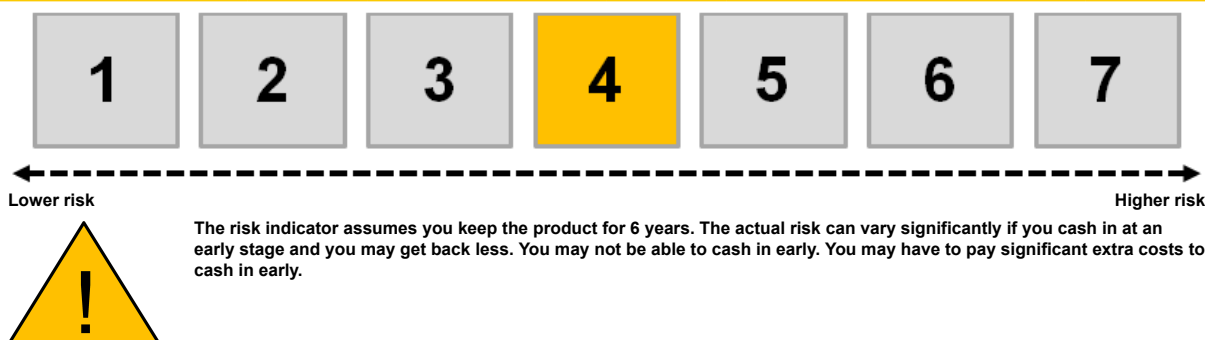 1 2 3 4 5 6 7
Lower risk Higher risk
The risk indicator assumes you keep the product for 6 years. The actual risk can vary significantly if you cash in at an
early stage and you may get back less. You may not be able to cash in early. You may have to pay significant extra costs to
cash in early.
!